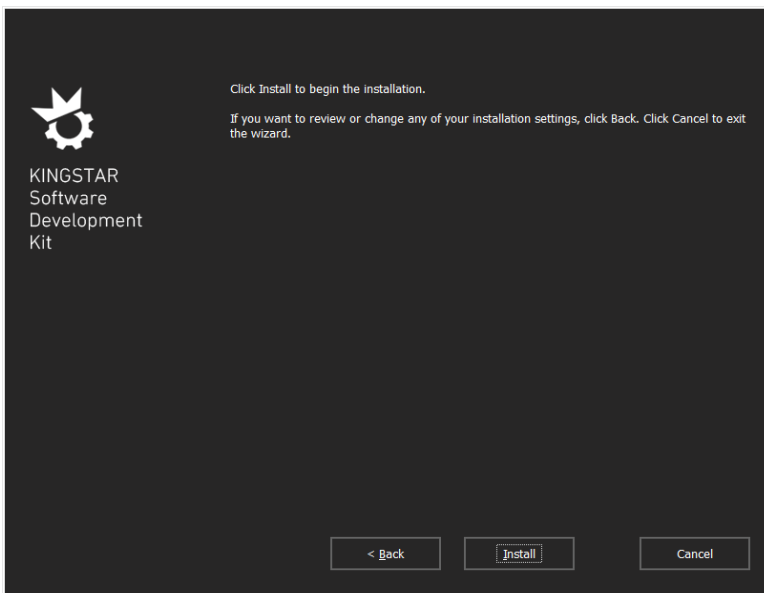 Click Install to begin the installation.
If you want to review or change any of your installation settings, click Back. Click Cancel to exit
the wizard.
KINGSTAR
Software
Development
Kit
< Back
Install
Cancel